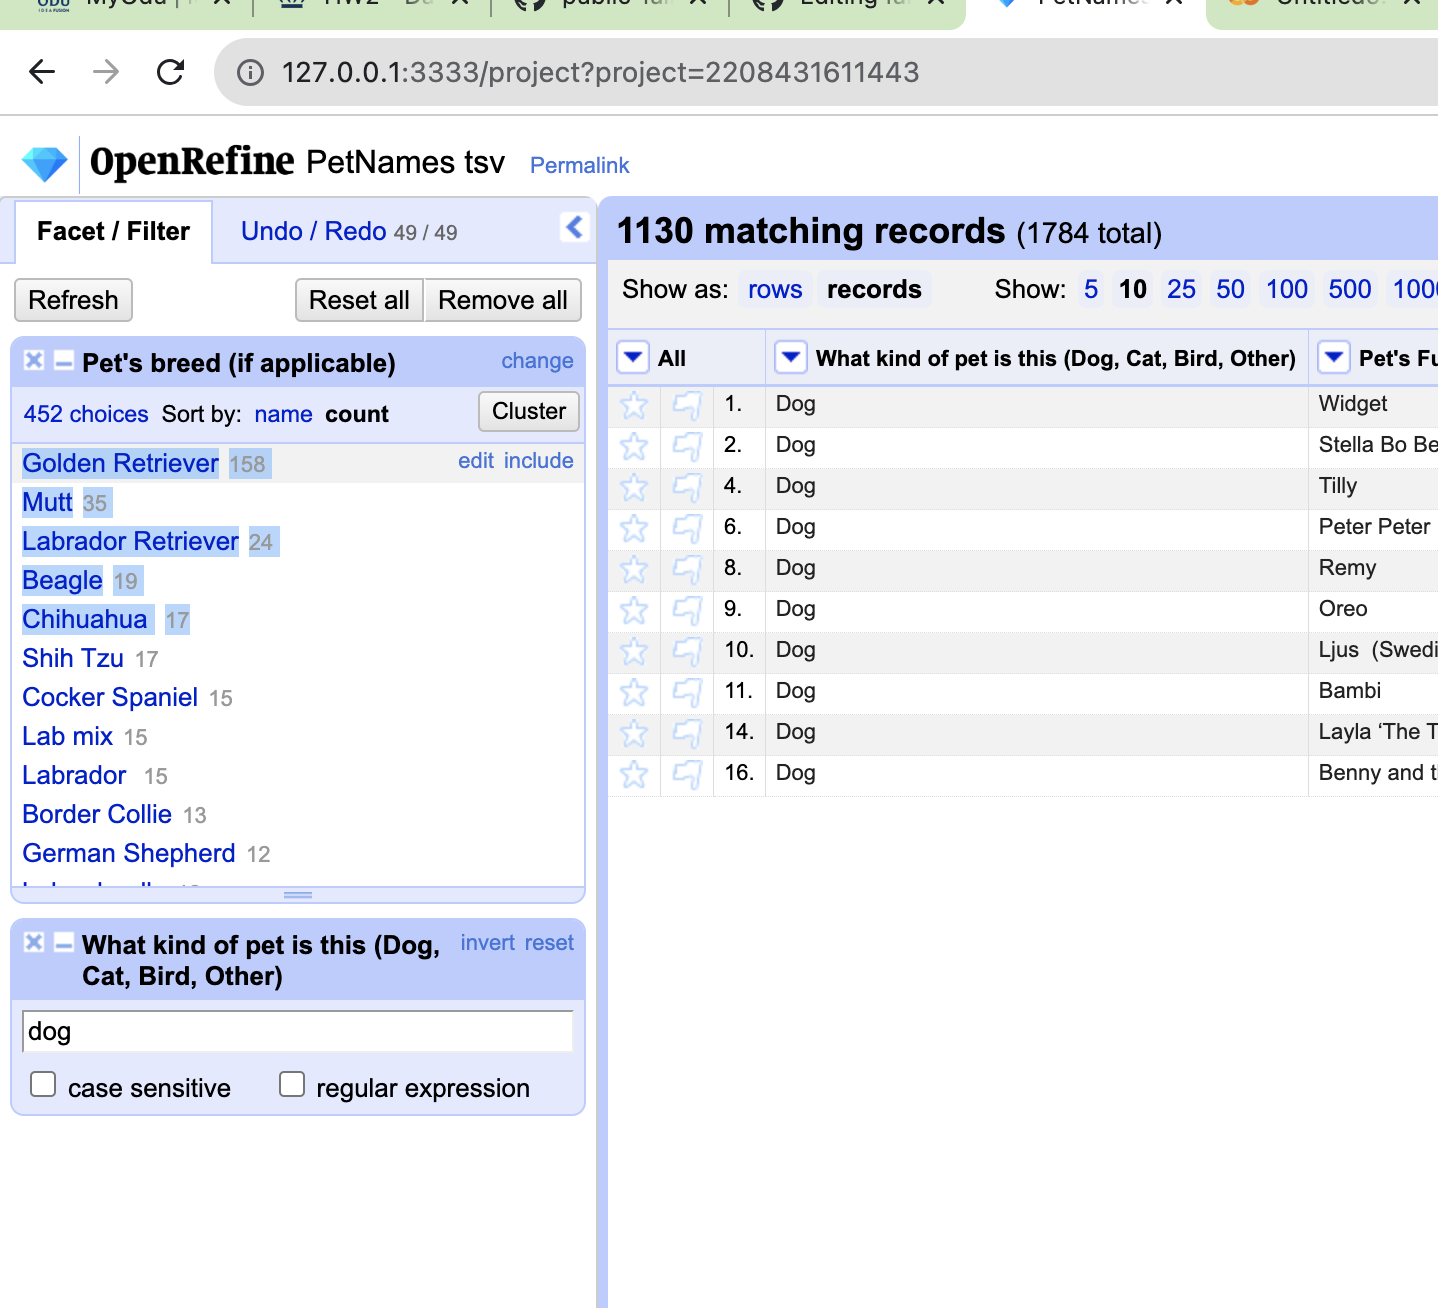 ODU
127.0.0.1:3333/project?project=2208431611443
OpenRefine PetNames tsv Permalink
Facet / Filter Undo / Redo 49 / 49
Refresh Reset all Remove all
Pet's breed (if applicable) change
452 choices Sort by: name count Cluster
Golden Retriever 158 edit include
Mutt 35
Labrador Retriever 24
Beagle 19
Chihuahua 17
Shih Tzu 17
Cocker Spaniel 15
Lab mix 15
Labrador 15
Border Collie 13
German Shepherd 12
What kind of pet is this (Dog, Cat, Bird, Other) invert reset
dog
case sensitive regular expression
1130 matching records (1784 total)
Show as: rows records Show: 5 10 25 50 100 500 100
All What kind of pet is this (Dog, Cat, Bird, Other) Pet's Fu
1. Dog Widget
2. Dog Stella Bo Be
4. Dog Tilly
6. Dog Peter Peter
8. Dog Remy
9. Dog Oreo
10. Dog Ljus (Swedi
11. Dog Bambi
14. Dog Layla ‘The T
16. Dog Benny and t